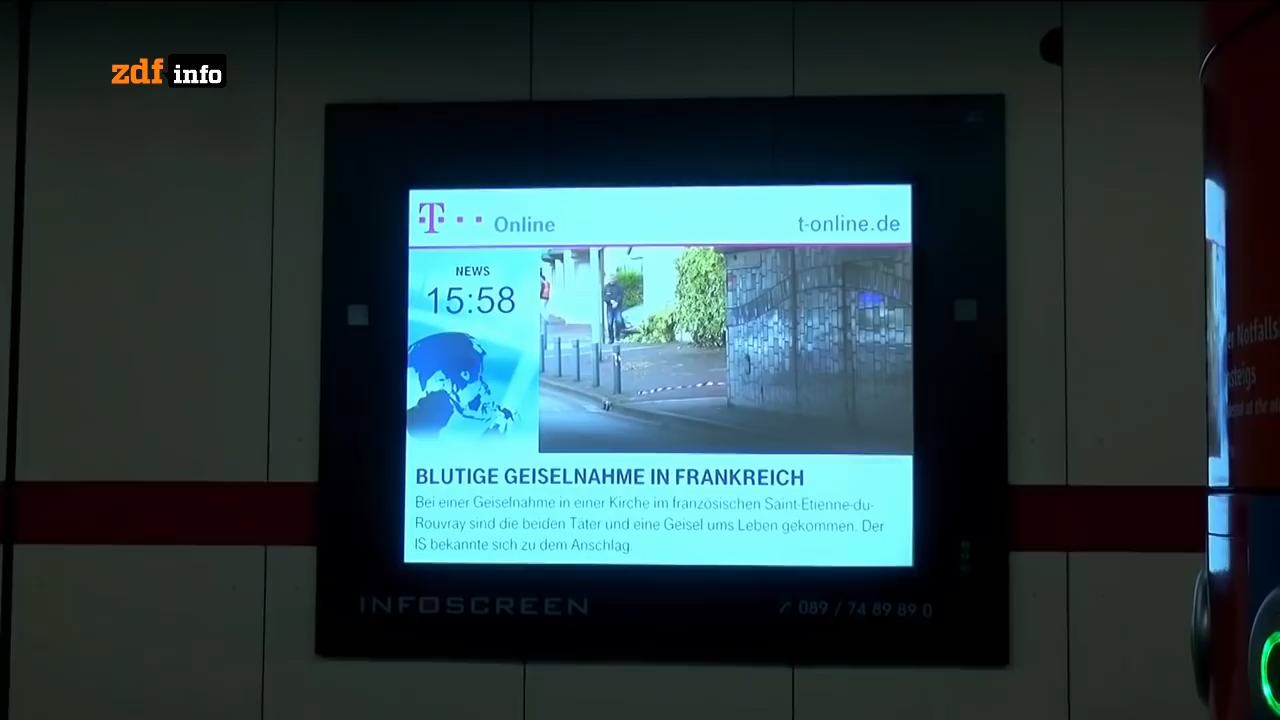 zdf info
T Online
t-online.de
NEWS
15:58
BLUTIGE GEISELNAHME IN FRANKREICH
Bei einer Geiselnahme in einer Kirche im französischen Saint-Etienne-du-
Rouvray sind die beiden Täter und eine Geisel ums Leben gekommen. Der
IS bekannte sich zu dem Anschlag.
INFOSCREEN
089 / 74 89 89 0
Notfalls